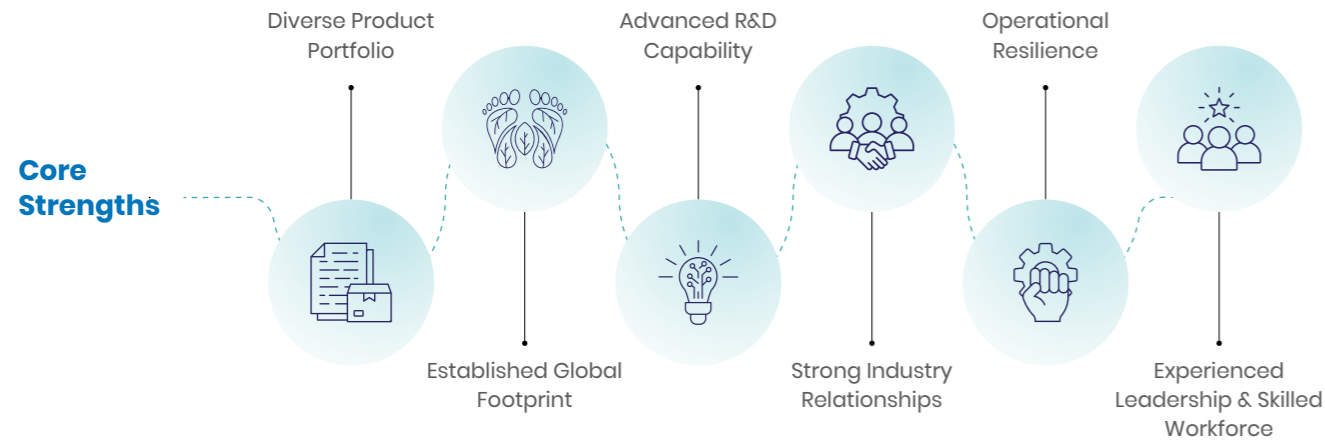 Core
Strengths
Diverse Product
Portfolio
Established Global
Footprint
Advanced R&D
Capability
Strong Industry
Relationships
Operational
Resilience
Experienced
Leadership & Skilled
Workforce